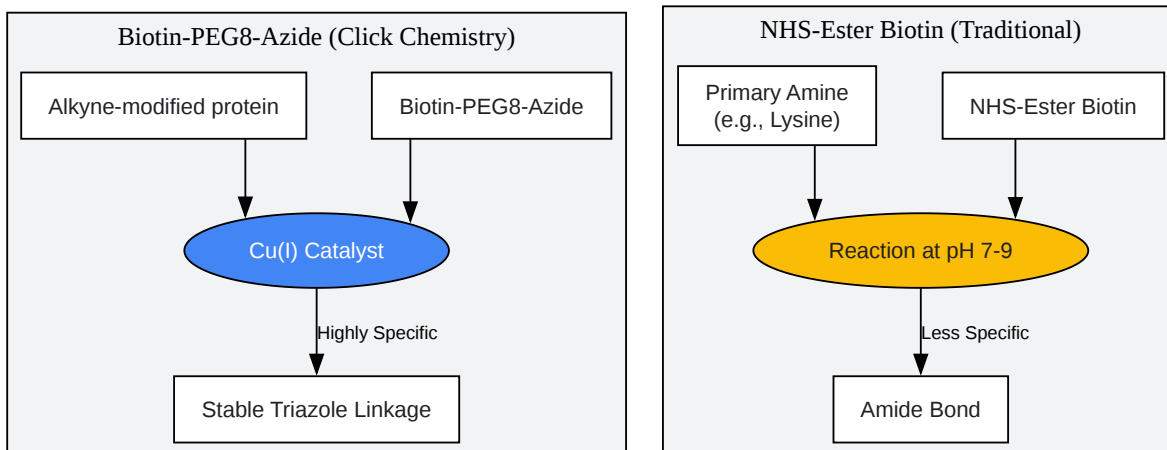 Biotin-PEG8-Azide (Click Chemistry)
Alkyne-modified protein
Biotin-PEG8-Azide
Cu(I) Catalyst
Highly Specific
Stable Triazole Linkage
NHS-Ester Biotin (Traditional)
Primary Amine
(e.g., Lysine)
NHS-Ester Biotin
Reaction at pH 7-9
Less Specific
Amide Bond